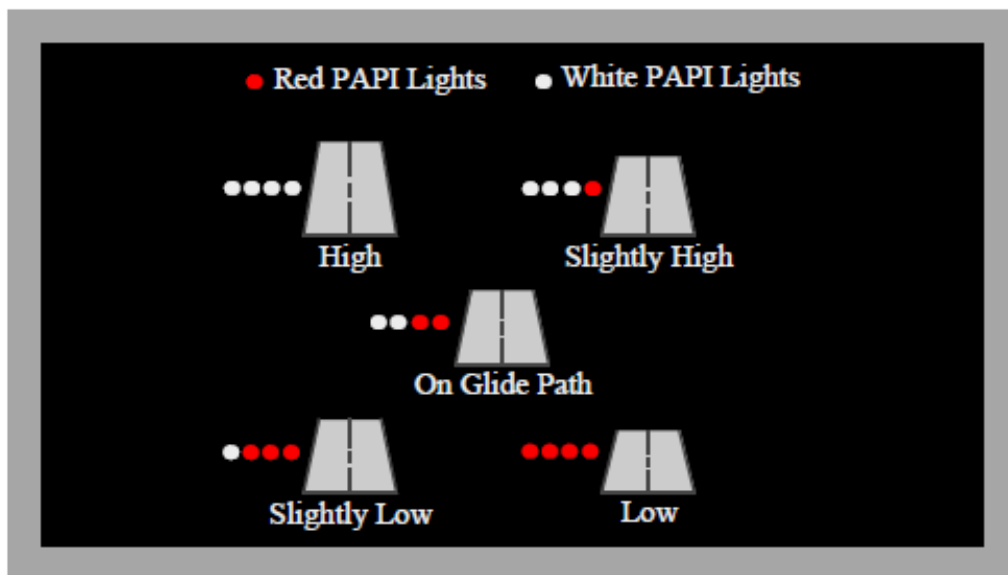 Red PAPI Lights
White PAPI Lights
High
Slightly High
On Glide Path
Slightly Low
Low